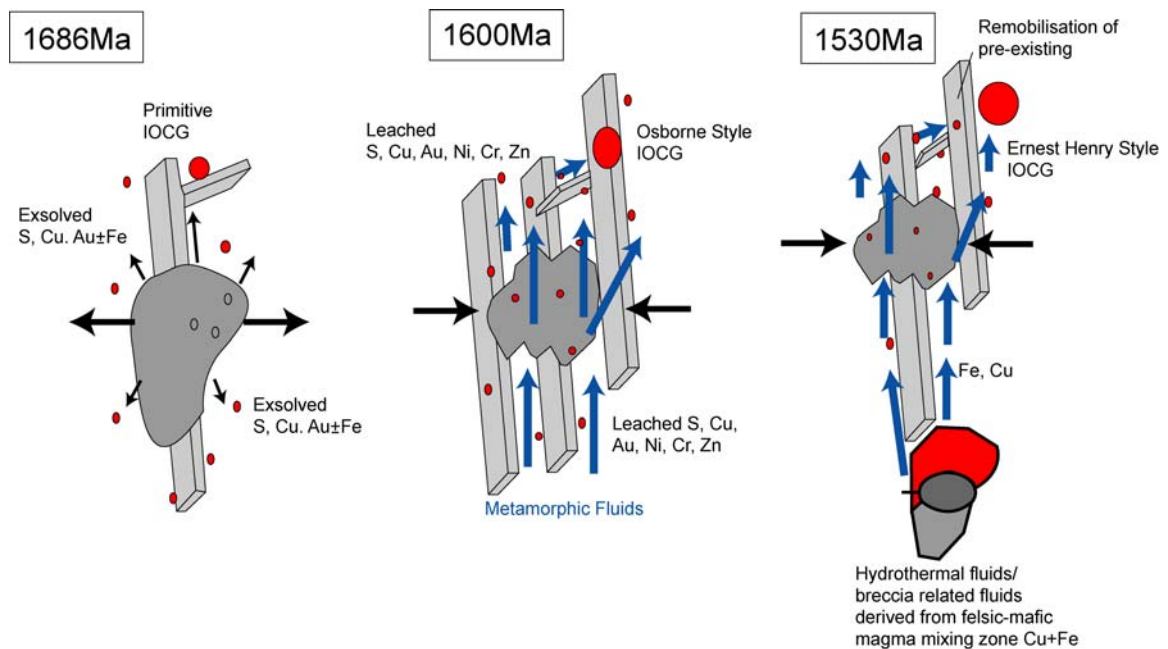 1686Ma
Primitive
IOCG
Exsolved
S, Cu. Au±Fe
Exsolved
S, Cu. Au±Fe
1600Ma
Leached
S, Cu, Au, Ni, Cr, Zn
Osborne Style
IOCG
Leached S, Cu,
Au, Ni, Cr, Zn
Metamorphic Fluids
1530Ma
Remobilisation of
pre-existing
Ernest Henry Style
IOCG
Fe, Cu
Hydrothermal fluids/
breccia related fluids
derived from felsic-mafic
magma mixing zone Cu+Fe